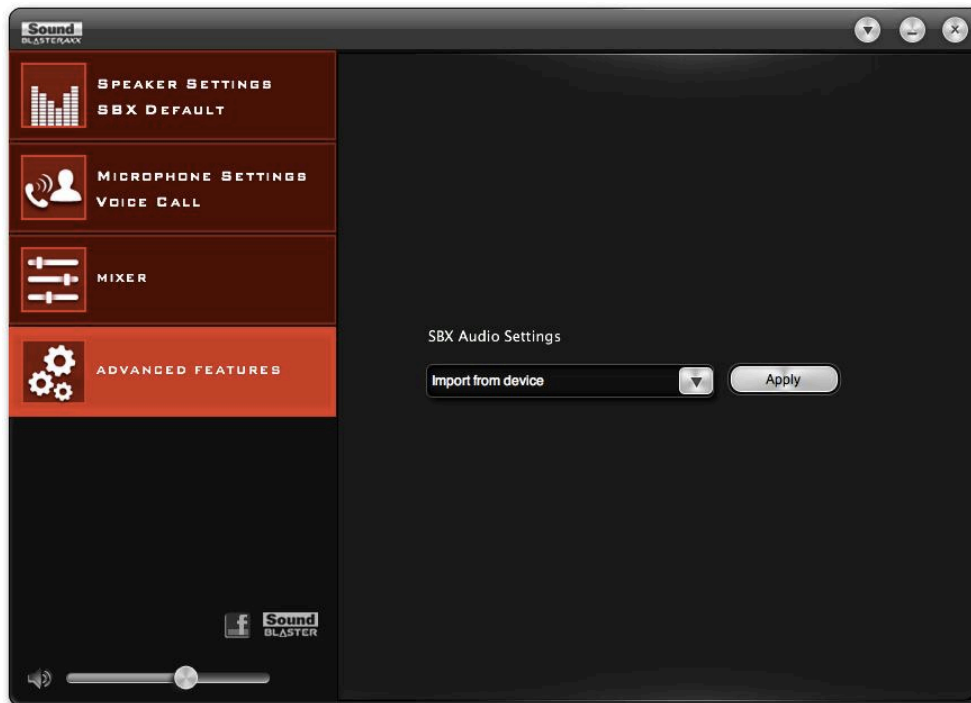 Sound
BLASTERAXX
SPEAKER SETTINGS
SBX DEFAULT
MICROPHONE SETTINGS
VOICE CALL
MIXER
ADVANCED FEATURES
SBX Audio Settings
Import from device
Apply
f
Sound
BLASTER